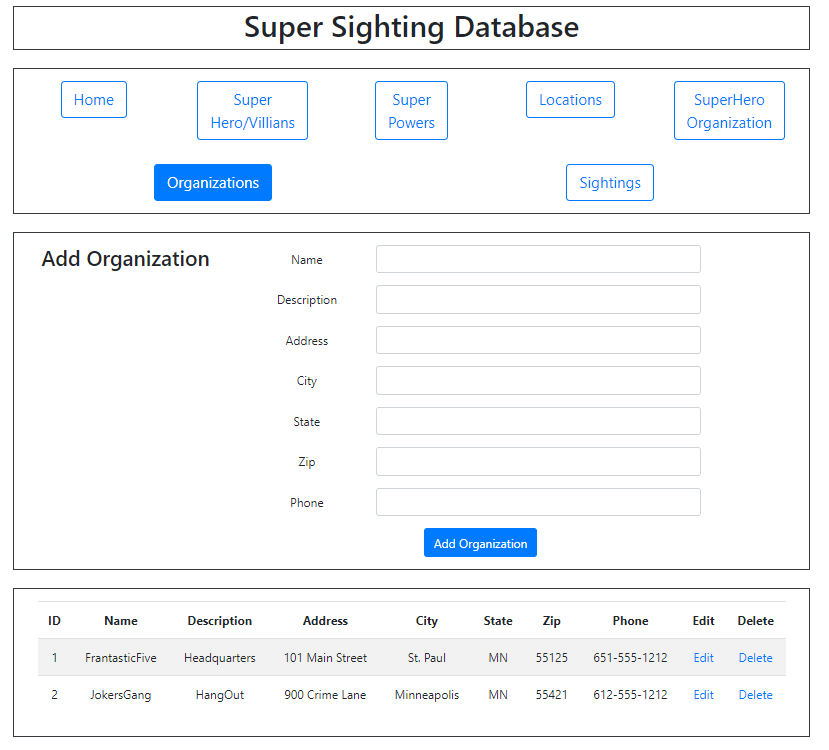 Super Sighting Database
Home
Super
Hero/Villians
Super
Powers
Locations
SuperHero
Organization
Organizations
Sightings
Add Organization
Name
Description
Address
City
State
Zip
Phone
Add Organization
ID Name Description Address City State Zip Phone Edit Delete
1 FrantasticFive Headquarters 101 Main Street St. Paul MN 55125 651-555-1212 Edit Delete
2 JokersGang HangOut 900 Crime Lane Minneapolis MN 55421 612-555-1212 Edit Delete